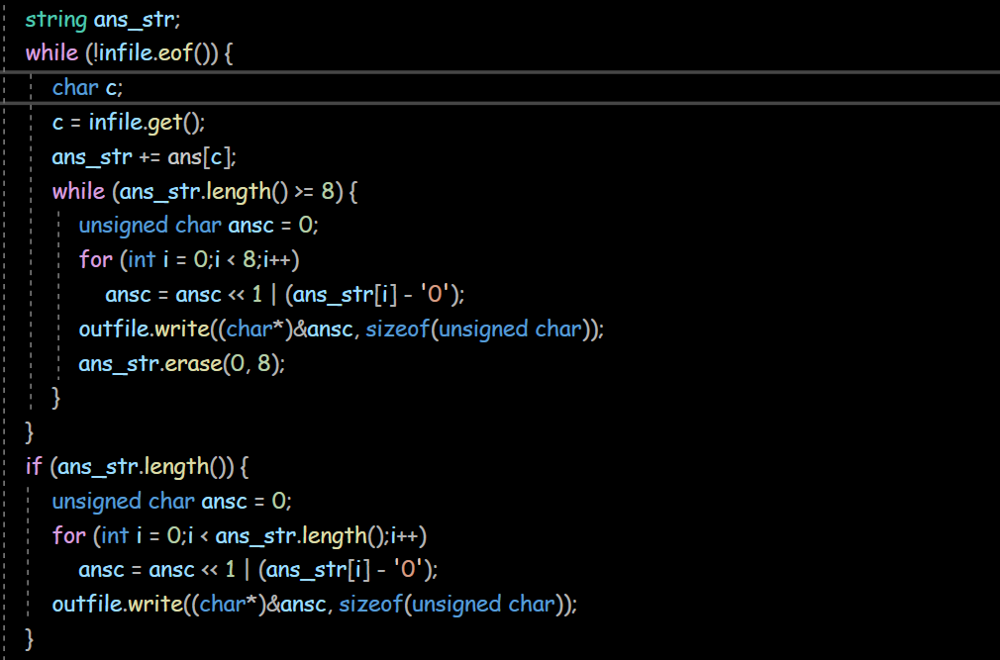 string ans_str;
while (!infile.eof()) {
char c;
c = infile.get();
ans_str += ans[c];
while (ans_str.length() >= 8) {
unsigned char ansc = 0;
for (int i = 0;i < 8;i++)
ansc = ansc << 1 | (ans_str[i] - '0');
outfile.write((char*)&ansc, sizeof(unsigned char));
ans_str.erase(0, 8);
}
}
if (ans_str.length()) {
unsigned char ansc = 0;
for (int i = 0;i < ans_str.length();i++)
ansc = ansc << 1 | (ans_str[i] - '0');
outfile.write((char*)&ansc, sizeof(unsigned char));
}